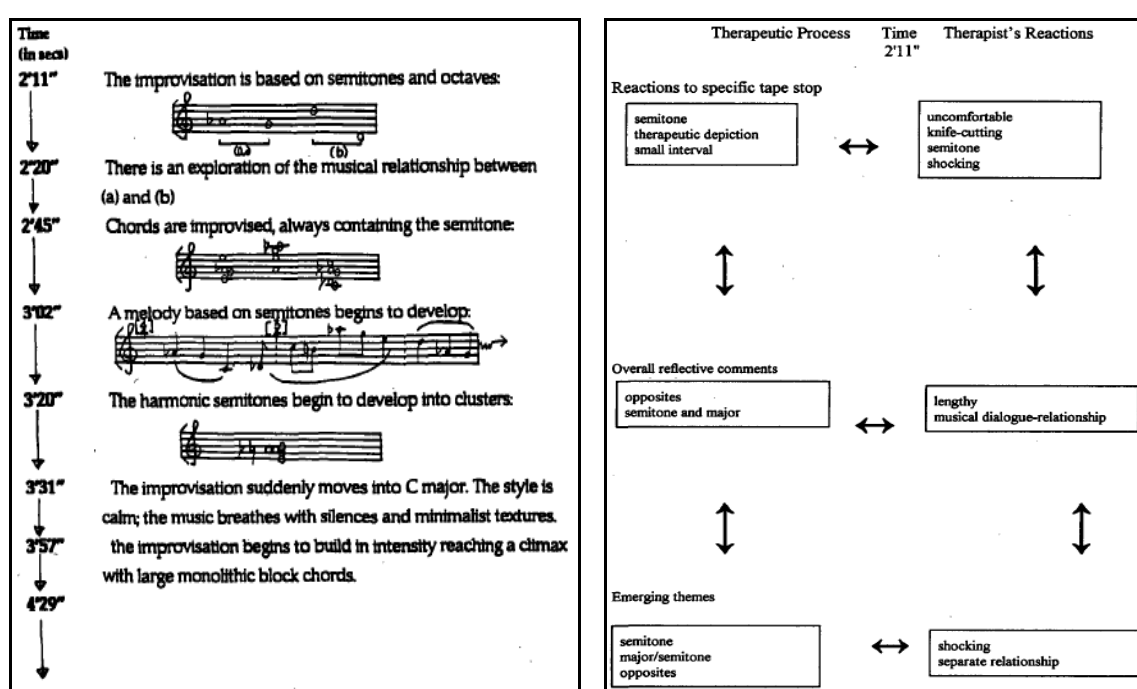 Time
(in secs)
2'11" The improvisation is based on semitones and octaves:
(a) (b)
2'20" There is an exploration of the musical relationship between
(a) and (b)
2'45" Chords are improvised, always containing the semitone:
3'02" A melody based on semitones begins to develop:
3'20" The harmonic semitones begin to develop into clusters:
3'31" The improvisation suddenly moves into C major. The style is
calm; the music breathes with silences and minimalist textures.
3'57" the improvisation begins to build in intensity reaching a climax
with large monolithic block chords.
4'29"
Therapeutic Process Time Therapist's Reactions
2'11"
Reactions to specific tape stop
semitone
therapeutic depiction
small interval
uncomfortable
knife-cutting
semitone
shocking
Overall reflective comments
opposites
semitone and major
lengthy
musical dialogue-relationship
Emerging themes
semitone
major/semitone
opposites
shocking
separate relationship